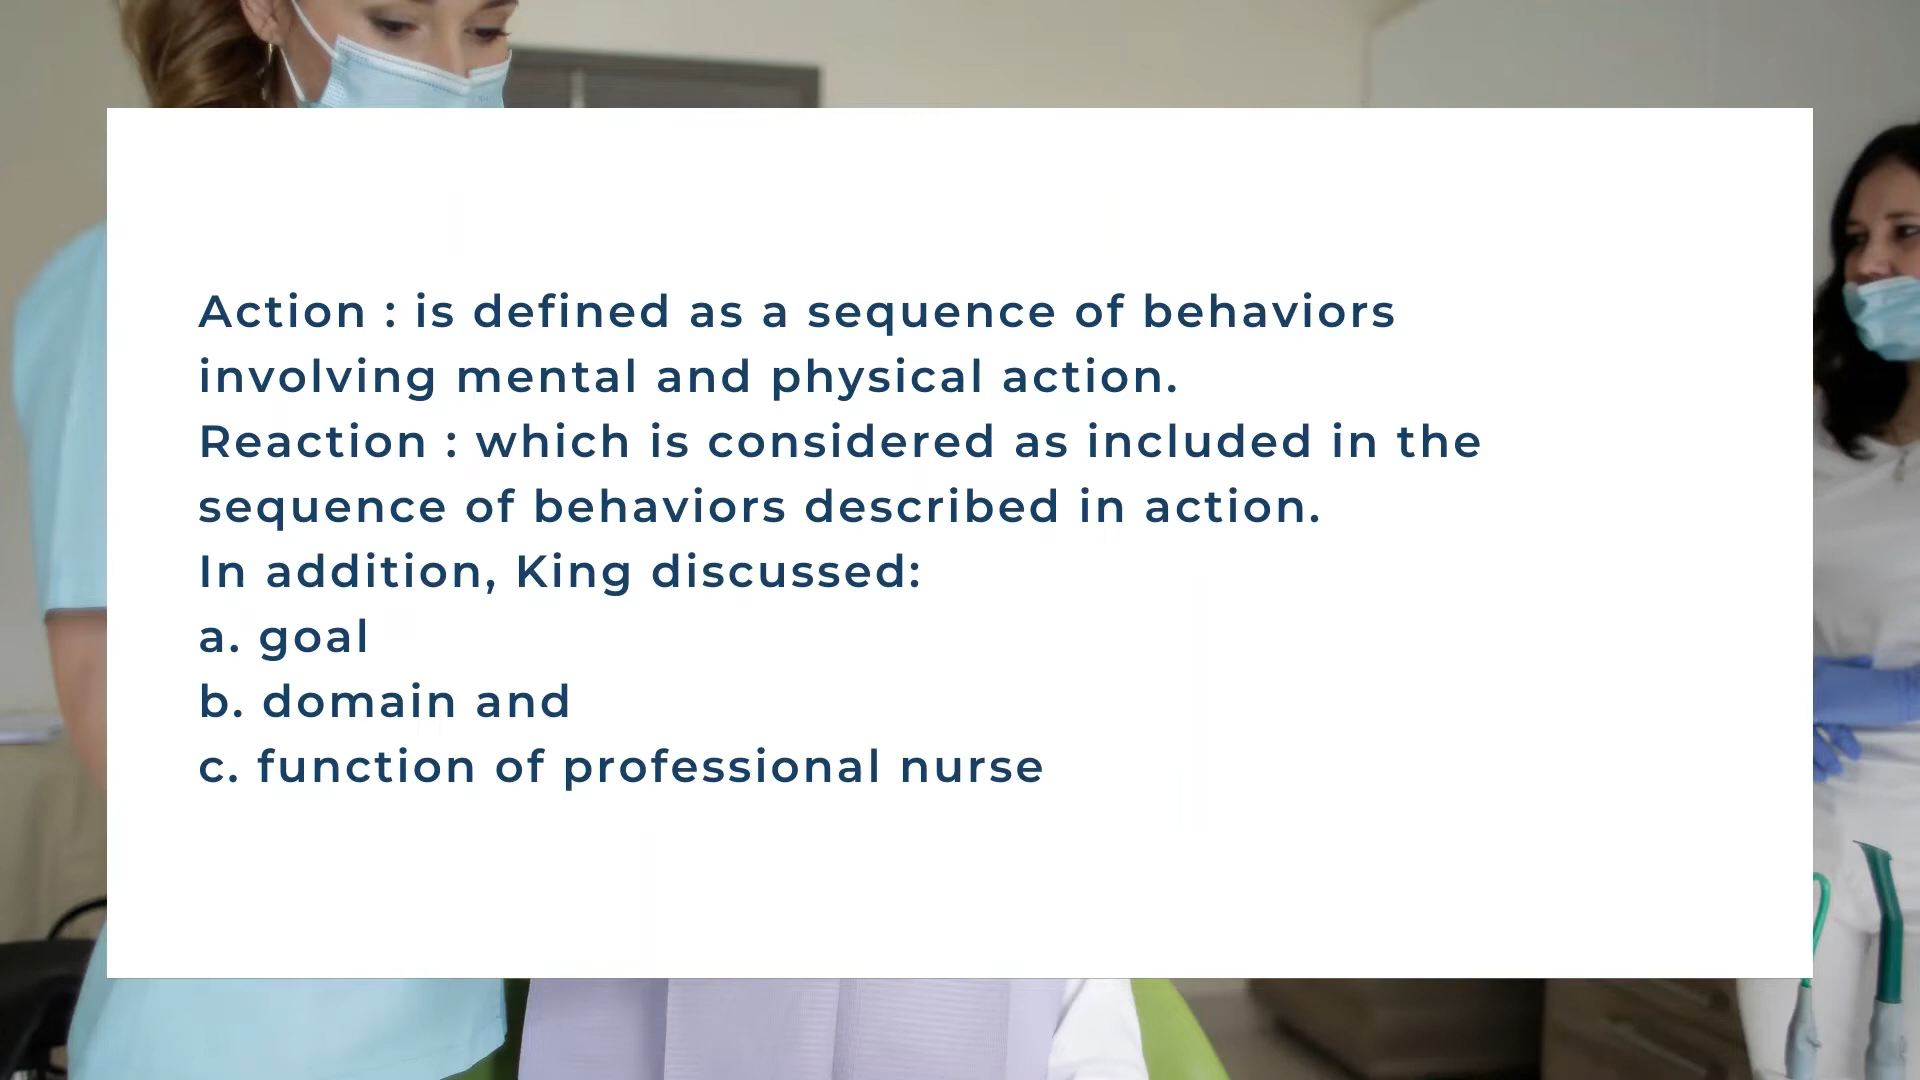 Action : is defined as a sequence of behaviors
involving mental and physical action.
Reaction : which is considered as included in the
sequence of behaviors described in action.
In addition, King discussed:
a. goal
b. domain and
c. function of professional nurse